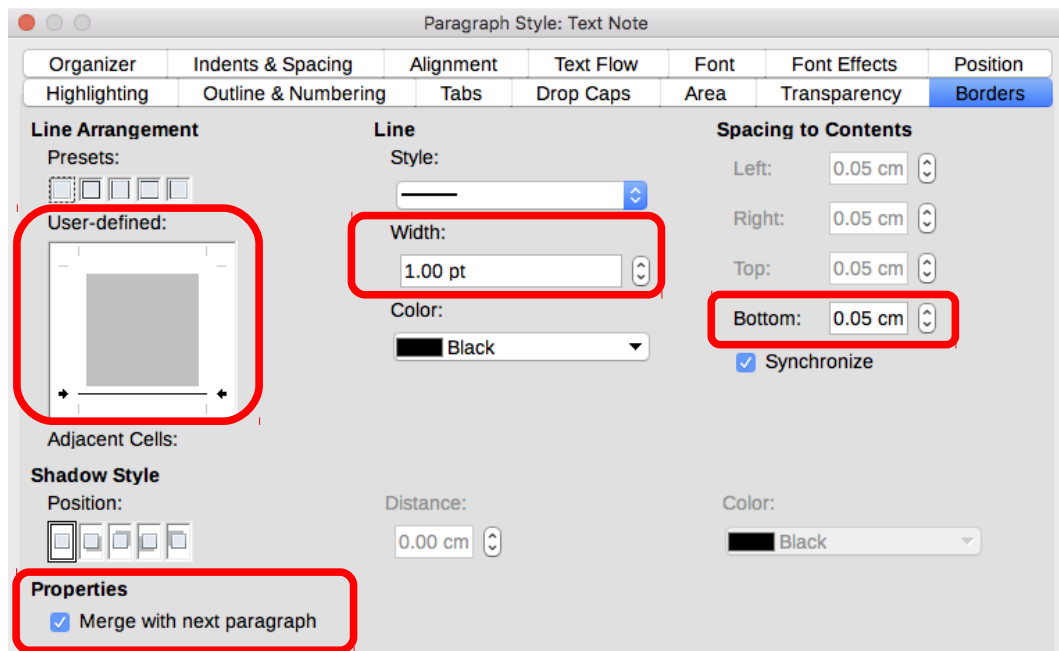 Paragraph Style: Text Note
Organizer Indents & Spacing Alignment Text Flow Font Font Effects Position
Highlighting Outline & Numbering Tabs Drop Caps Area Transparency Borders
Line Arrangement
Presets:
User-defined:
Adjacent Cells:
Line
Style:
Width:
1.00 pt
Color:
Black
Spacing to Contents
Left: 0.05 cm
Right: 0.05 cm
Top: 0.05 cm
Bottom: 0.05 cm
Synchronize
Shadow Style
Position:
Distance:
0.00 cm
Color:
Black
Properties
Merge with next paragraph